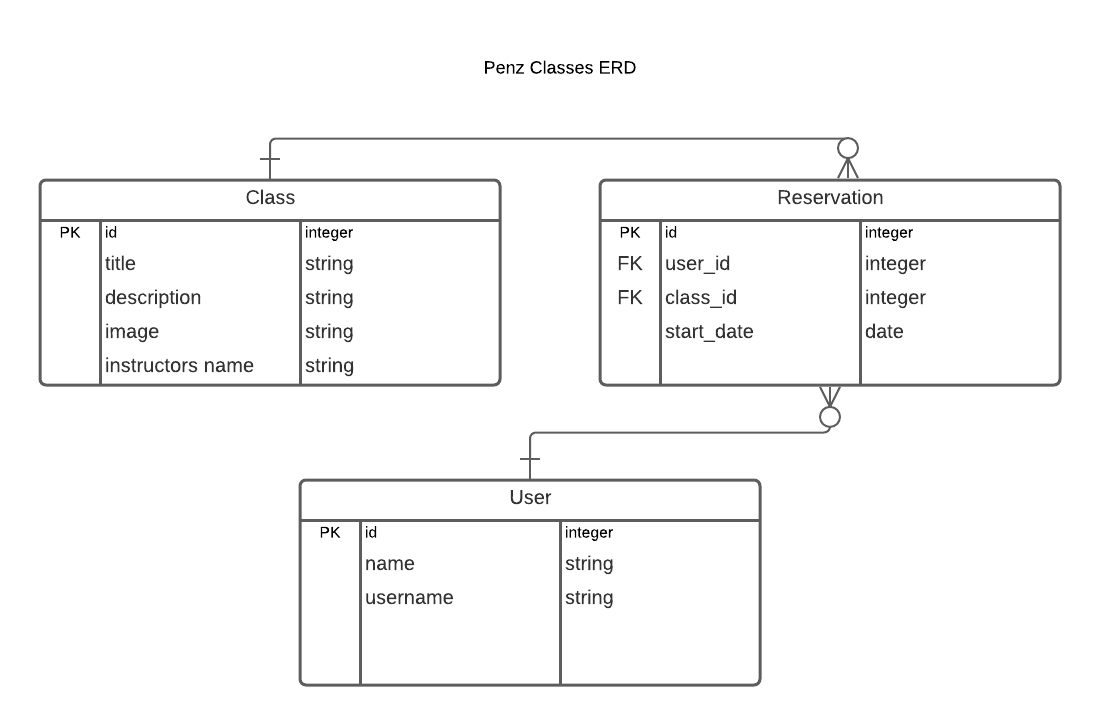 Penz Classes ERD
Class
PK id integer
title string
description string
image string
instructors name string
Reservation
PK id integer
FK user_id integer
FK class_id integer
start_date date
User
PK id integer
name string
username string